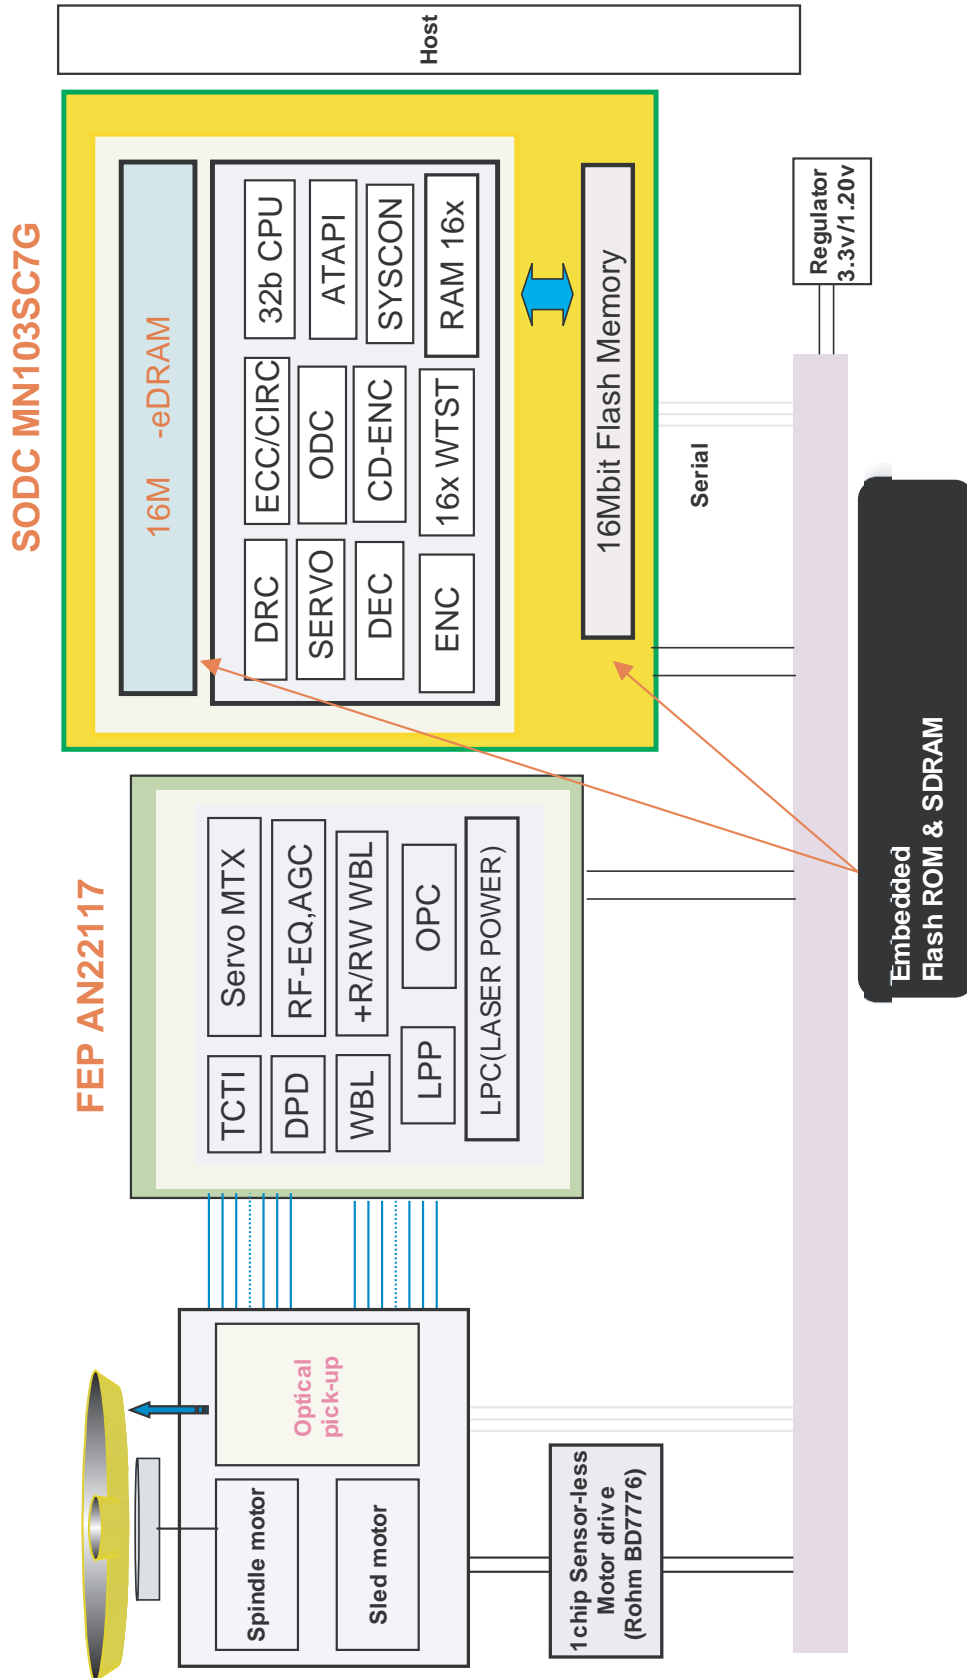 SODC MN103SC7G
FEP AN22117
Host
16M -eDRAM
32b CPU
ATAPI
SYSCON
RAM 16x
ECC/CIRC
ODC
CD-ENC
16x WTST
DRC
SERVO
DEC
ENC
16Mbit Flash Memory
Serial
Regulator
3.3v/1.20v
TCTI
Servo MTX
DPD
RF-EQ,AGC
WBL
+R/RW WBL
LPP
OPC
LPC(LASER POWER)
Optical
pick-up
Spindle motor
Sled motor
1chip Sensor-less
Motor drive
(Rohm BD7776)
Embedded
Flash ROM & SDRAM